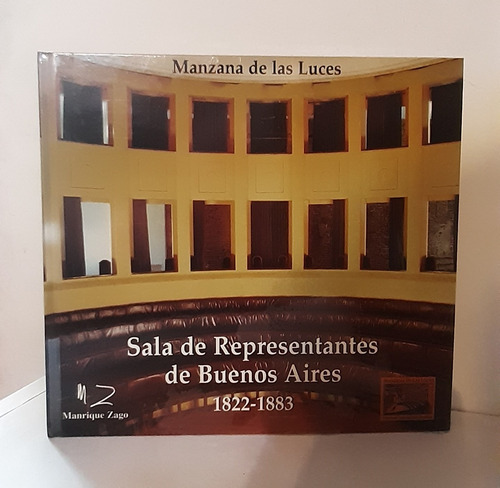 Manzana de las Luces
Sala de Representantes
de Buenos Aires
1822-1883
Manrique Zago